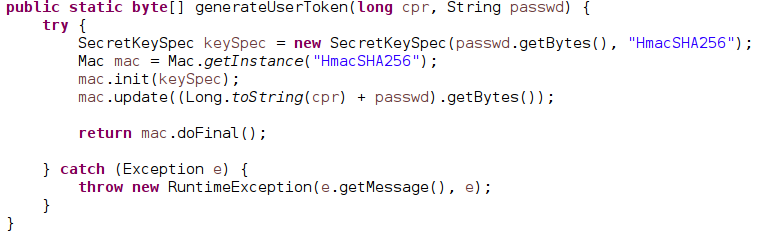 public static byte[] generateUserToken(long cpr, String passwd) {
try {
SecretKeySpec keySpec = new SecretKeySpec(passwd.getBytes(), "HmacSHA256");
Mac mac = Mac.getInstance("HmacSHA256");
mac.init(keySpec);
mac.update((Long.toString(cpr) + passwd).getBytes());
return mac.doFinal();
} catch (Exception e) {
throw new RuntimeException(e.getMessage(), e);
}
}